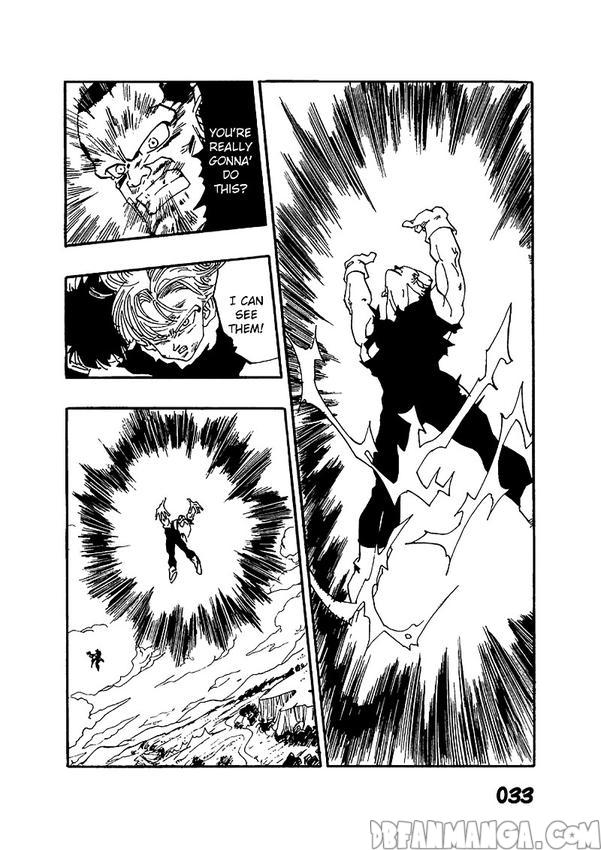 YOU'RE
REALLY
GONNA'
DO
THIS?
I CAN
SEE
THEM!
033
DBFANMANGA.COM